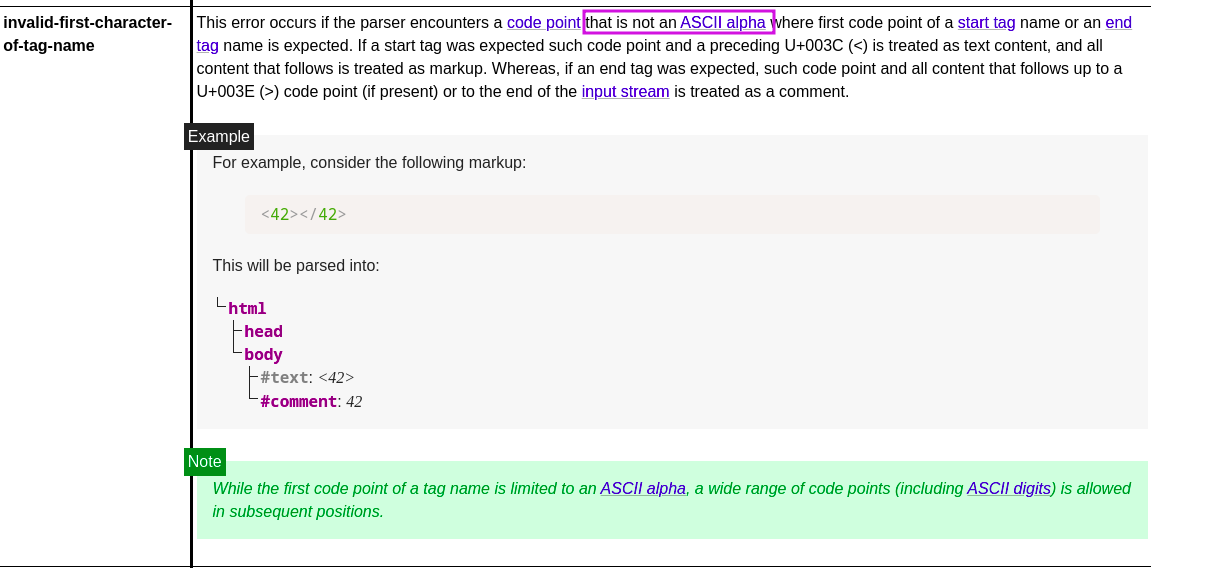 invalid-first-character-
of-tag-name
This error occurs if the parser encounters a code point that is not an ASCII alpha where first code point of a start tag name or an end
tag name is expected. If a start tag was expected such code point and a preceding U+003C (<) is treated as text content, and all
content that follows is treated as markup. Whereas, if an end tag was expected, such code point and all content that follows up to a
U+003E (>) code point (if present) or to the end of the input stream is treated as a comment.
Example
For example, consider the following markup:
<42></42>
This will be parsed into:
html
head
body
#text: <42>
#comment: 42
Note
While the first code point of a tag name is limited to an ASCII alpha, a wide range of code points (including ASCII digits) is allowed
in subsequent positions.